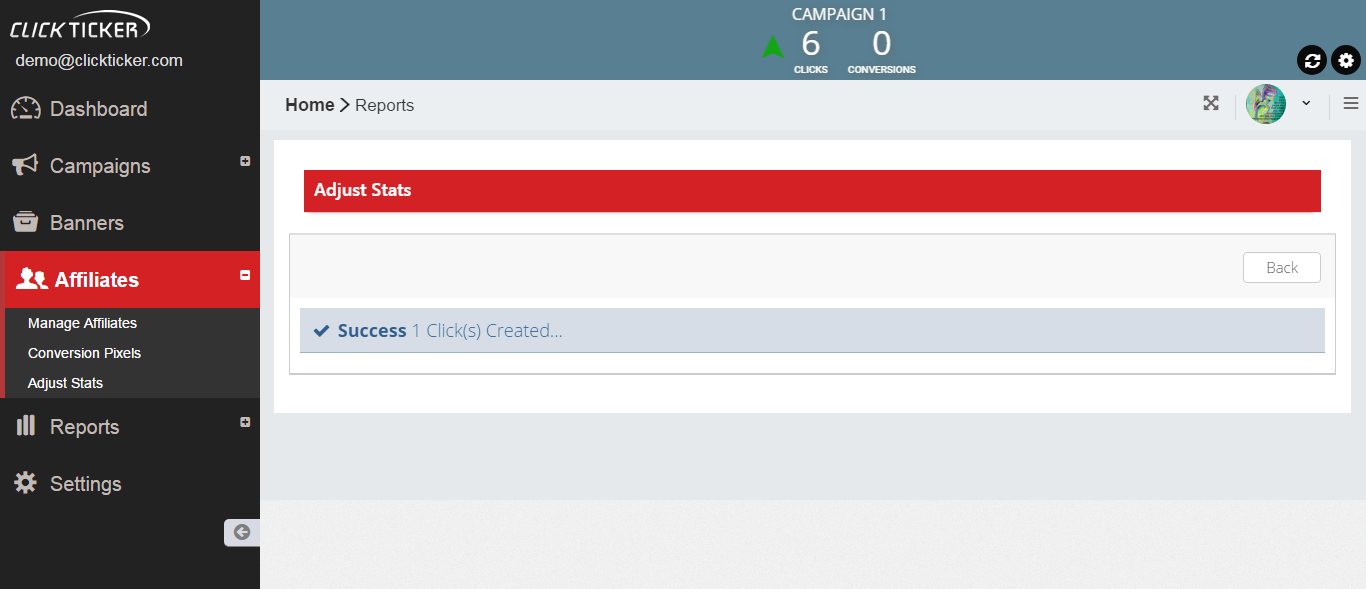 CLICK TICKER
demo@clickticker.com
Dashboard
Campaigns
Banners
Affiliates
Manage Affiliates
Conversion Pixels
Adjust Stats
Reports
Settings
CAMPAIGN 1
6 0
CLICKS CONVERSIONS
Home > Reports
Adjust Stats
Back
Success 1 Click(s) Created...